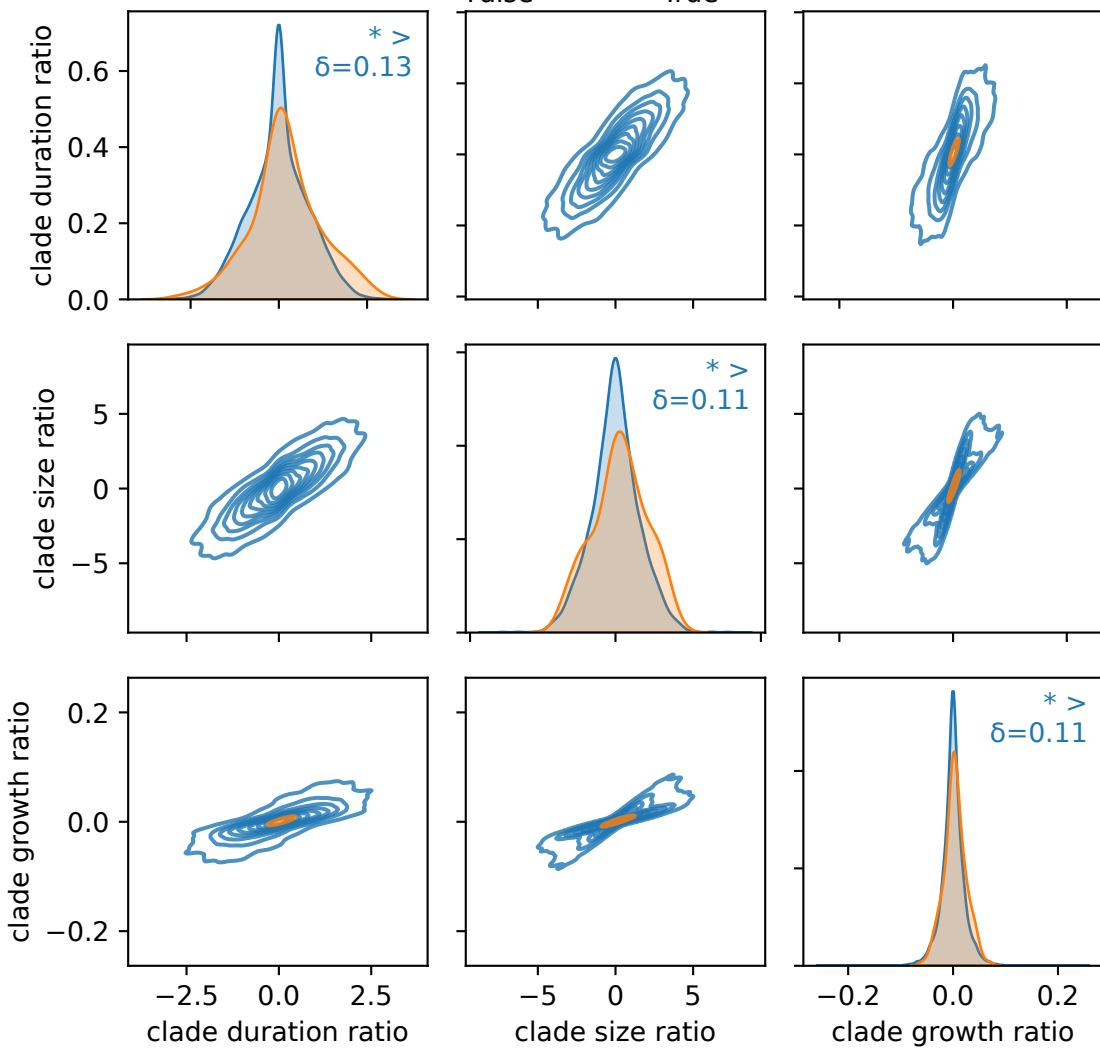 clade duration ratio
0.6
0.4
0.2
0.0
* >
δ=0.13
clade size ratio
5
0
−5
* >
δ=0.11
clade growth ratio
0.2
0.0
−0.2
* >
δ=0.11
−2.5 0.0 2.5
−5 0 5
−0.2 0.0 0.2
clade duration ratio
clade size ratio
clade growth ratio